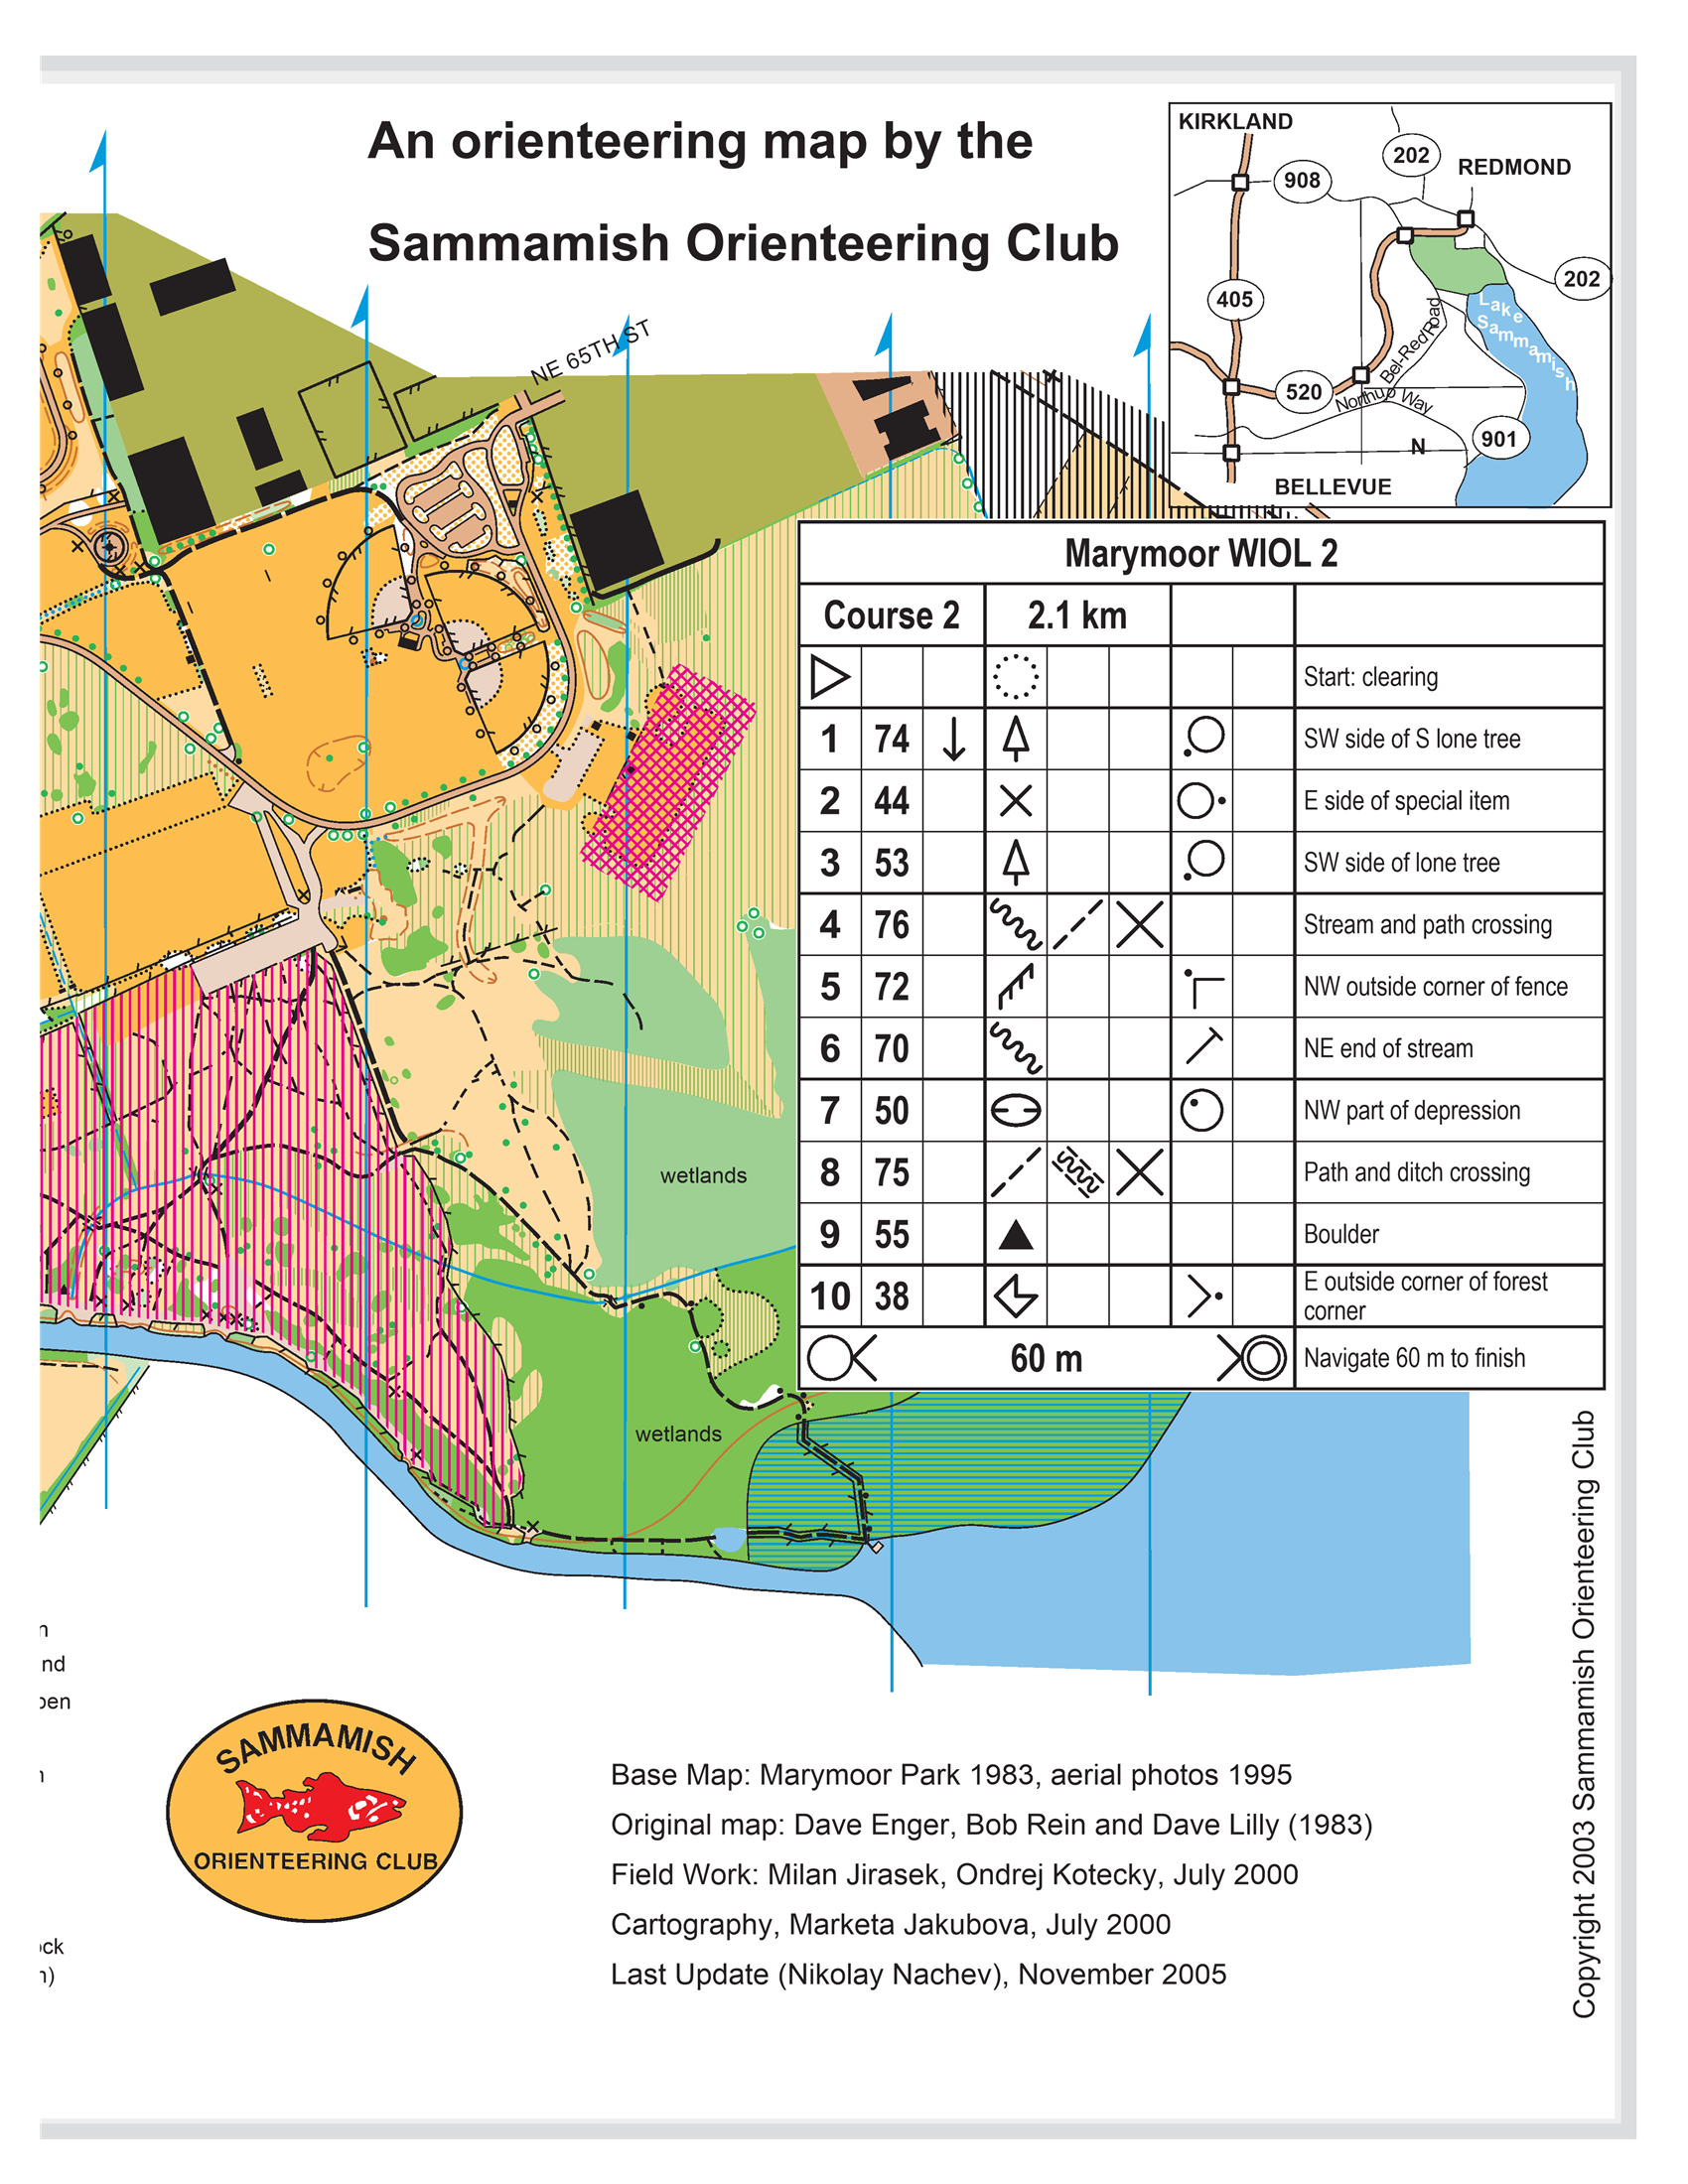 An orienteering map by the
Sammamish Orienteering Club
KIRKLAND
202
REDMOND
908
202
405
Lake
Sammamish
Bel-Red Road
520
Northup Way
901
N
BELLEVUE
NE 65TH ST
Marymoor WIOL 2
Course 2 2.1 km
Start: clearing
1 74 SW side of S lone tree
2 44 E side of special item
3 53 SW side of lone tree
4 76 Stream and path crossing
5 72 NW outside corner of fence
6 70 NE end of stream
7 50 NW part of depression
8 75 Path and ditch crossing
9 55 Boulder
10 38 E outside corner of forest
corner
60 m Navigate 60 m to finish
wetlands
wetlands
SAMMAMISH
ORIENTEERING CLUB
Base Map: Marymoor Park 1983, aerial photos 1995
Original map: Dave Enger, Bob Rein and Dave Lilly (1983)
Field Work: Milan Jirasek, Ondrej Kotecky, July 2000
Cartography, Marketa Jakubova, July 2000
Last Update (Nikolay Nachev), November 2005
Copyright 2003 Sammamish Orienteering Club